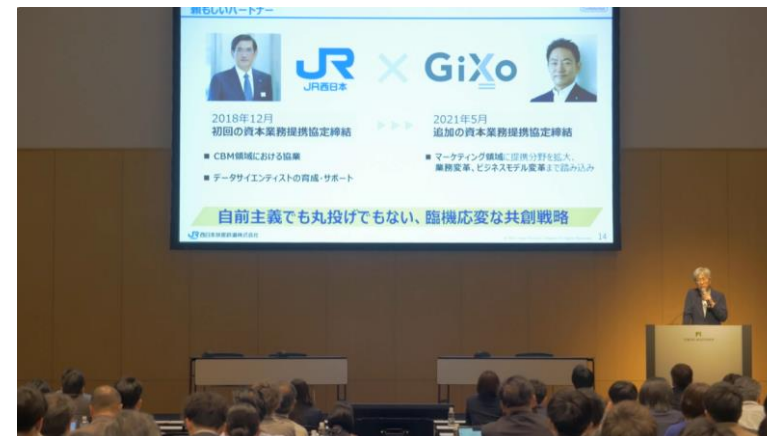 頼もしいパートナー
JR
JR西日本
GiXo
2018年12月
初回の資本業務提携協定締結
2021年5月
追加の資本業務提携協定締結
■ CBM領域における協業
■ データサイエンティストの育成・サポート
■ マーケティング領域に提携分野を拡大、
業務変革、ビジネスモデル変革まで踏み込み
自前主義でも丸投げでもない、臨機応変な共創戦略
西日本旅客鉄道株式会社
14